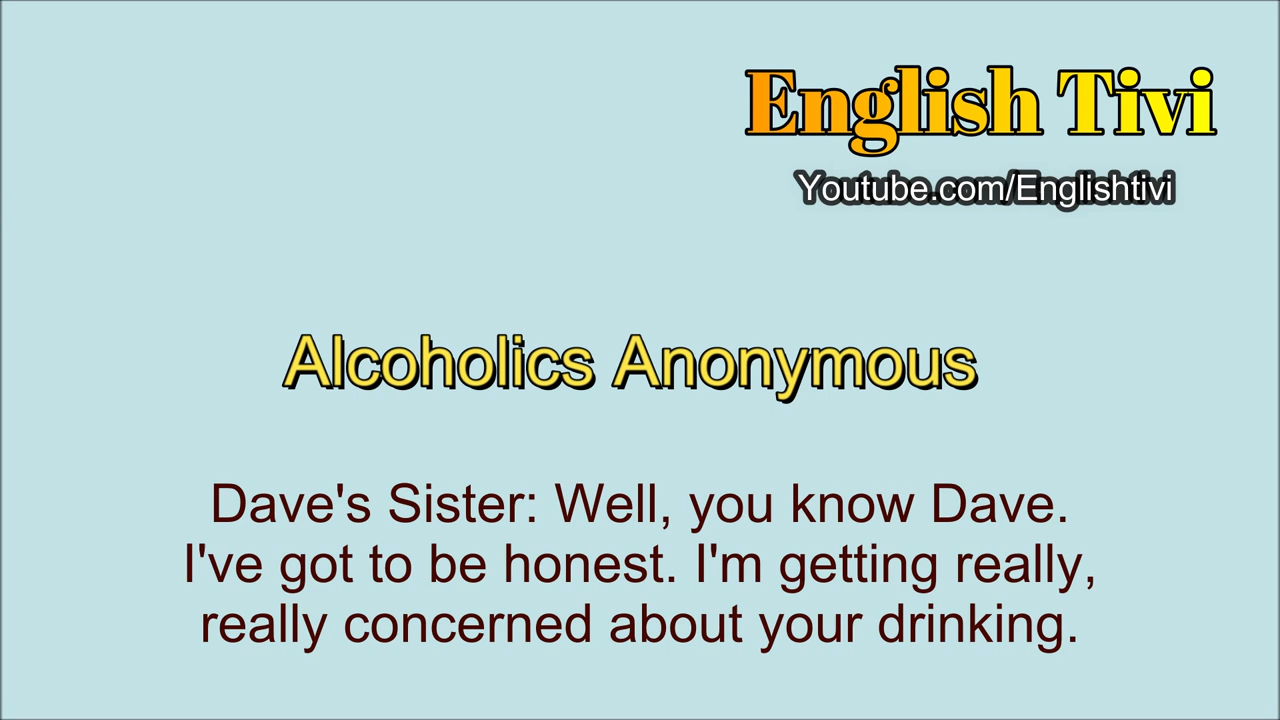 English Tivi
Youtube.com/Englishtivi
Alcoholics Anonymous
Dave's Sister: Well, you know Dave.
I've got to be honest. I'm getting really,
really concerned about your drinking.